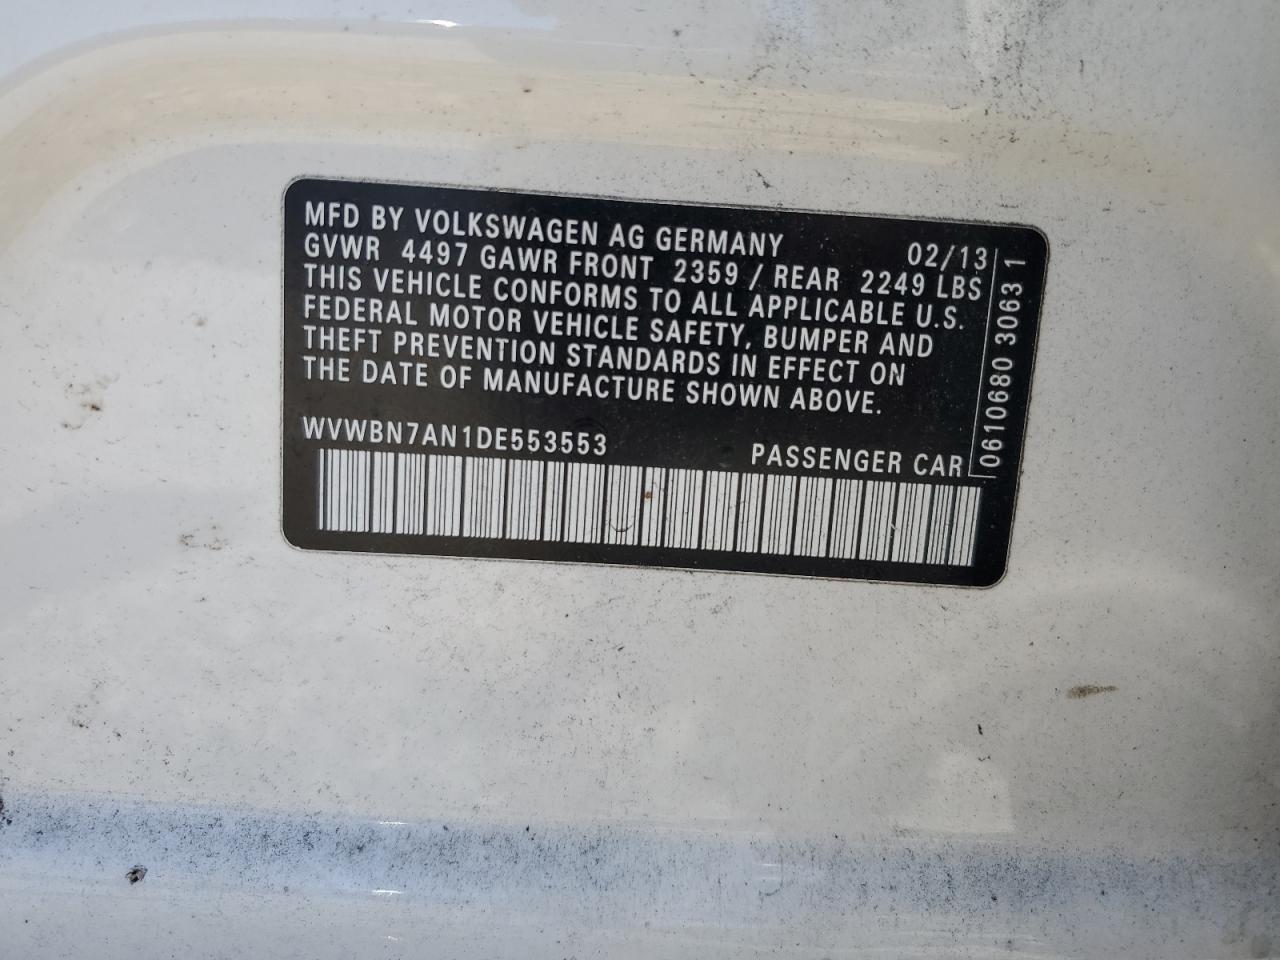 MFD BY VOLKSWAGEN AG GERMANY 02/13
GVWR 4497 GAWR FRONT 2359 / REAR 2249 LBS
THIS VEHICLE CONFORMS TO ALL APPLICABLE U.S.
FEDERAL MOTOR VEHICLE SAFETY, BUMPER AND
THEFT PREVENTION STANDARDS IN EFFECT ON
THE DATE OF MANUFACTURE SHOWN ABOVE.
WVWBN7AN1DE553553 PASSENGER CAR
0610680 3063 1